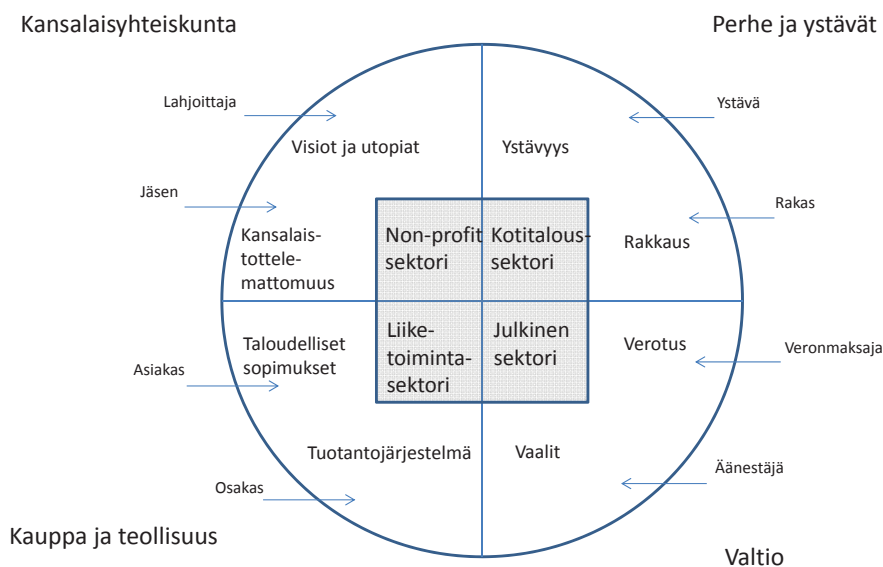 Kansalaisyhteiskunta
Perhe ja ystävät
Lahjoittaja
Ystävä
Visiot ja utopiat
Ystävyys
Jäsen
Rakas
Kansalais-
tottele-
mattomuus
Non-profit
sektori
Kotitalous-
sektori
Rakkaus
Taloudelliset
sopimukset
Liike-
toiminta-
sektori
Julkinen
sektori
Verotus
Asiakas
Veronmaksaja
Tuotantojärjestelmä
Vaalit
Osakas
Äänestäjä
Kauppa ja teollisuus
Valtio